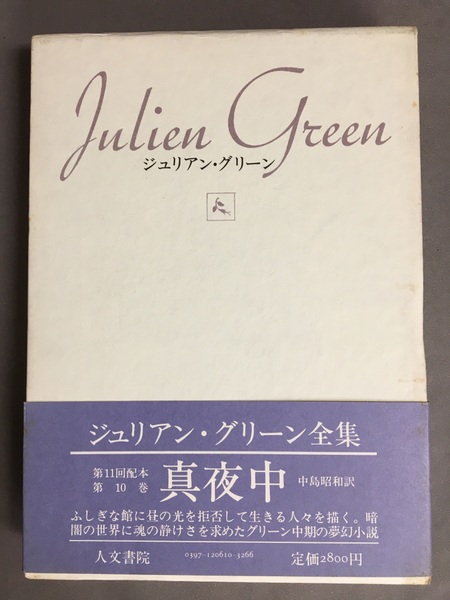 Julien Green
ジュリアン・グリーン
ジュリアン・グリーン全集
第11回配本
第10巻
真夜中
中島昭和訳
ふしぎな館に昼の光を拒否して生きる人々を描く。暗
闇の世界に魂の静けさを求めたグリーン中期の夢幻小説
人文書院
0397-120610-3266
定価2800円